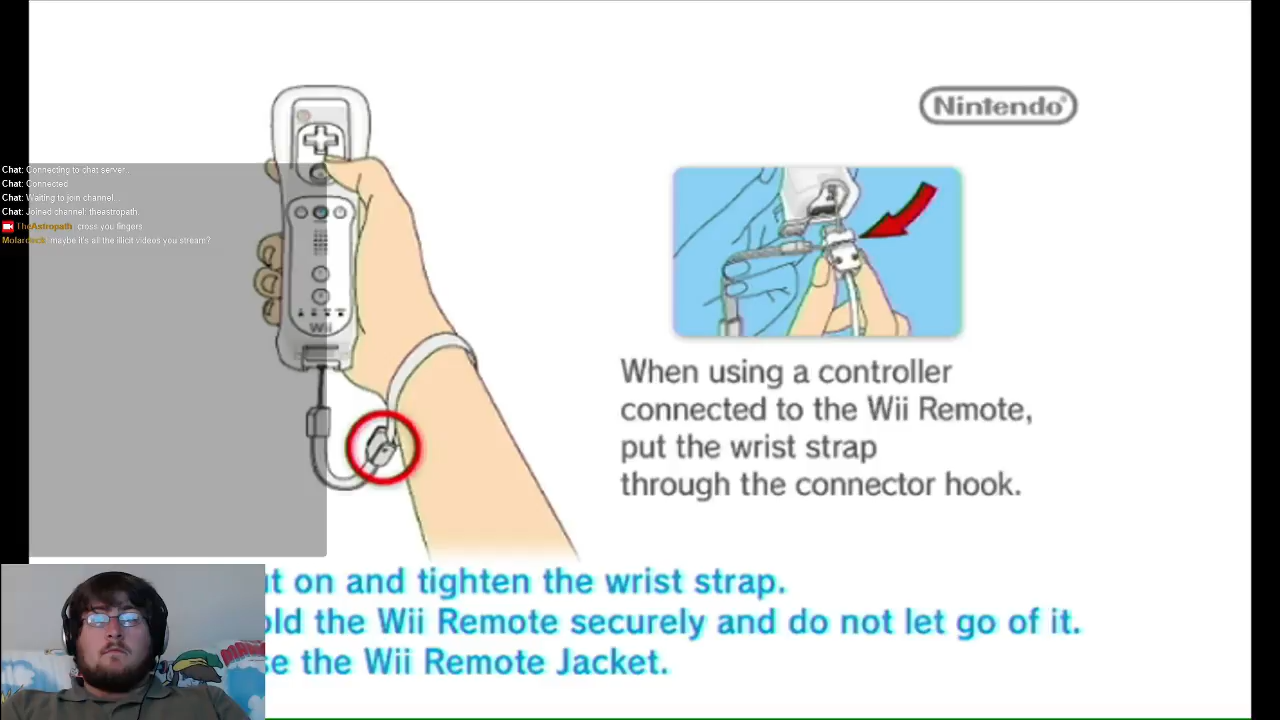 Nintendo®
Chat: Connecting to chat server .
Chat: Connected
Chat: Waiting to join channel...
Chat: Joined channel: theastropath.
TheAstropath: cross you fingers
maybe it's all the illicit videos you stream?
Wii
When using a controller
connected to the Wii Remote,
put the wrist strap
through the connector hook.
on and tighten the wrist strap.
the Wii Remote securely and do not let go of it.
the Wii Remote Jacket.